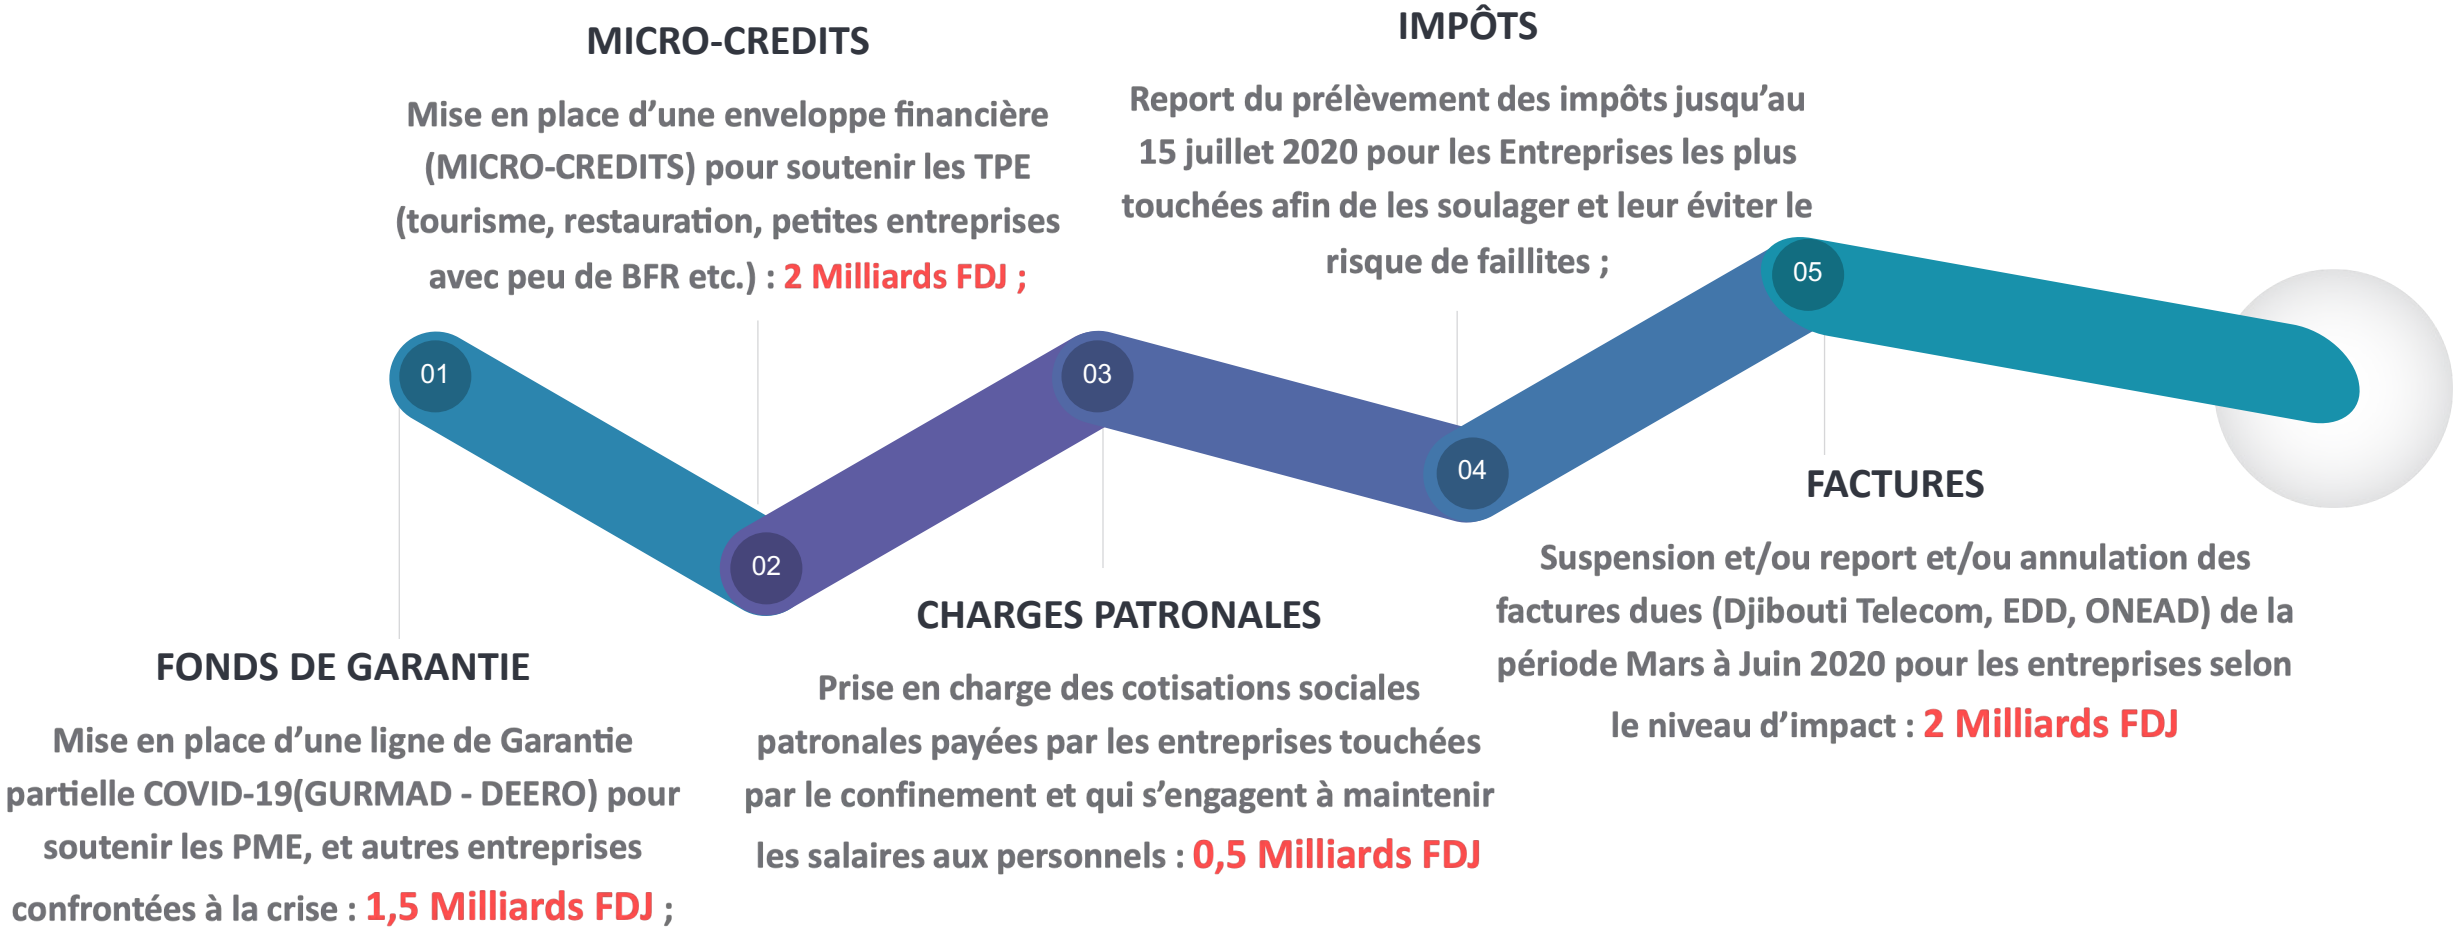 01
FONDS DE GARANTIE
Mise en place d’une ligne de Garantie
partielle COVID-19(GURMAD - DEERO) pour
soutenir les PME, et autres entreprises
confrontées à la crise : 1,5 Milliards FDJ ;
02
MICRO-CREDITS
Mise en place d’une enveloppe financière
(MICRO-CREDITS) pour soutenir les TPE
(tourisme, restauration, petites entreprises
avec peu de BFR etc.) : 2 Milliards FDJ ;
03
CHARGES PATRONALES
Prise en charge des cotisations sociales
patronales payées par les entreprises touchées
par le confinement et qui s’engagent à maintenir
les salaires aux personnels : 0,5 Milliards FDJ
04
IMPÔTS
Report du prélèvement des impôts jusqu’au
15 juillet 2020 pour les Entreprises les plus
touchées afin de les soulager et leur éviter le
risque de faillites ;
05
FACTURES
Suspension et/ou report et/ou annulation des
factures dues (Djibouti Telecom, EDD, ONEAD) de la
période Mars à Juin 2020 pour les entreprises selon
le niveau d’impact : 2 Milliards FDJ